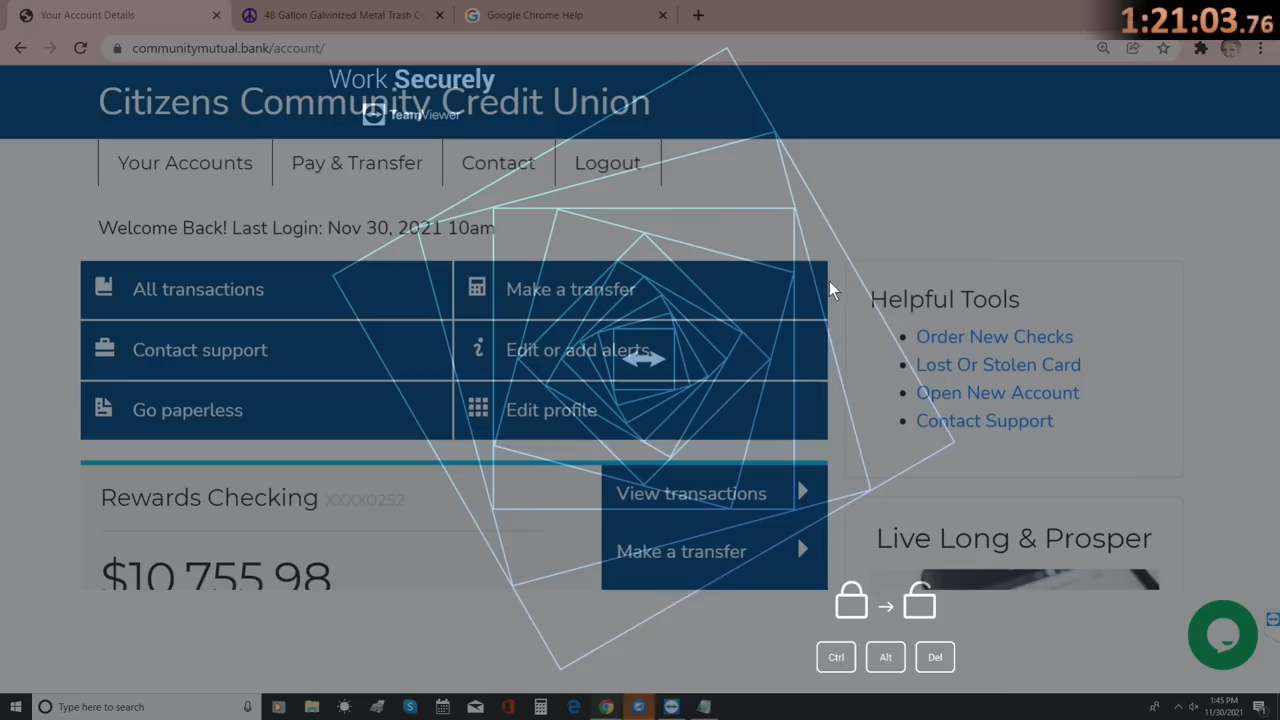 1:21:03.76
Your Account Details
48 Gallon Galvinized Metal Trash C
Google Chrome Help
communitymutual.bank/account/
Work Securely
TeamViewer
Citizens Community Credit Union
Your Accounts
Pay & Transfer
Contact
Logout
Welcome Back! Last Login: Nov 30, 2021 10am
All transactions
Make a transfer
Contact support
Edit or add alerts
Go paperless
Edit profile
Helpful Tools
Order New Checks
Lost Or Stolen Card
Open New Account
Contact Support
Rewards Checking XXXX0252
$10,755.98
View transactions
Make a transfer
Live Long & Prosper
Ctrl
Alt
Del
Type here to search
1:45 PM
11/30/2021